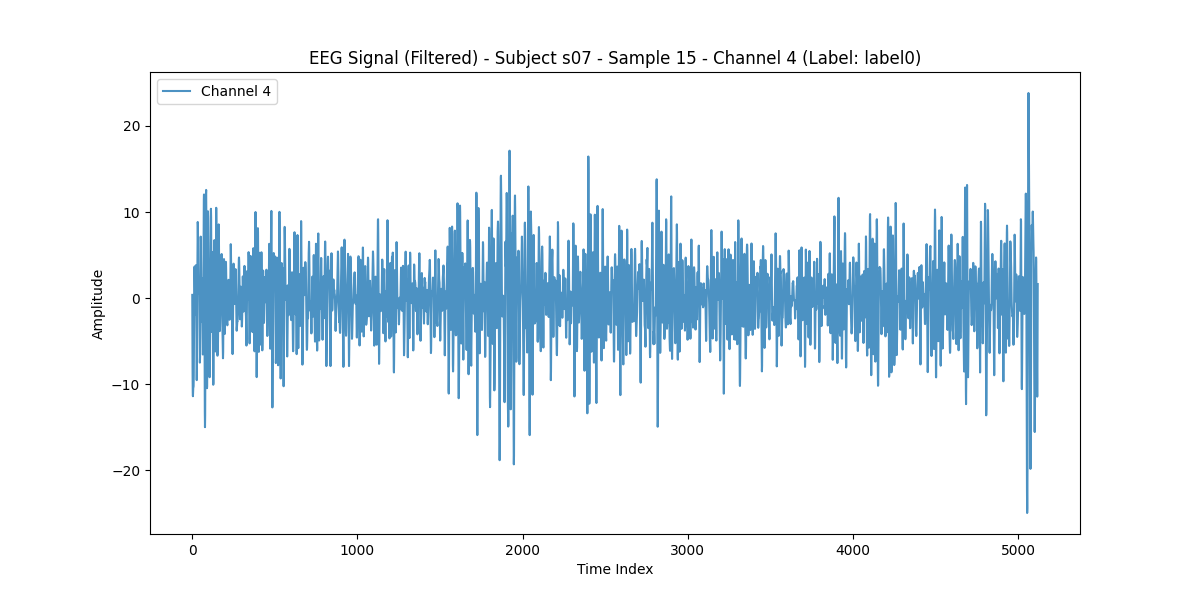 EEG Signal (Filtered) - Subject s07 - Sample 15 - Channel 4 (Label: label0)
Channel 4
20
10
0
−10
−20
Amplitude
0
1000
2000
3000
4000
5000
Time Index